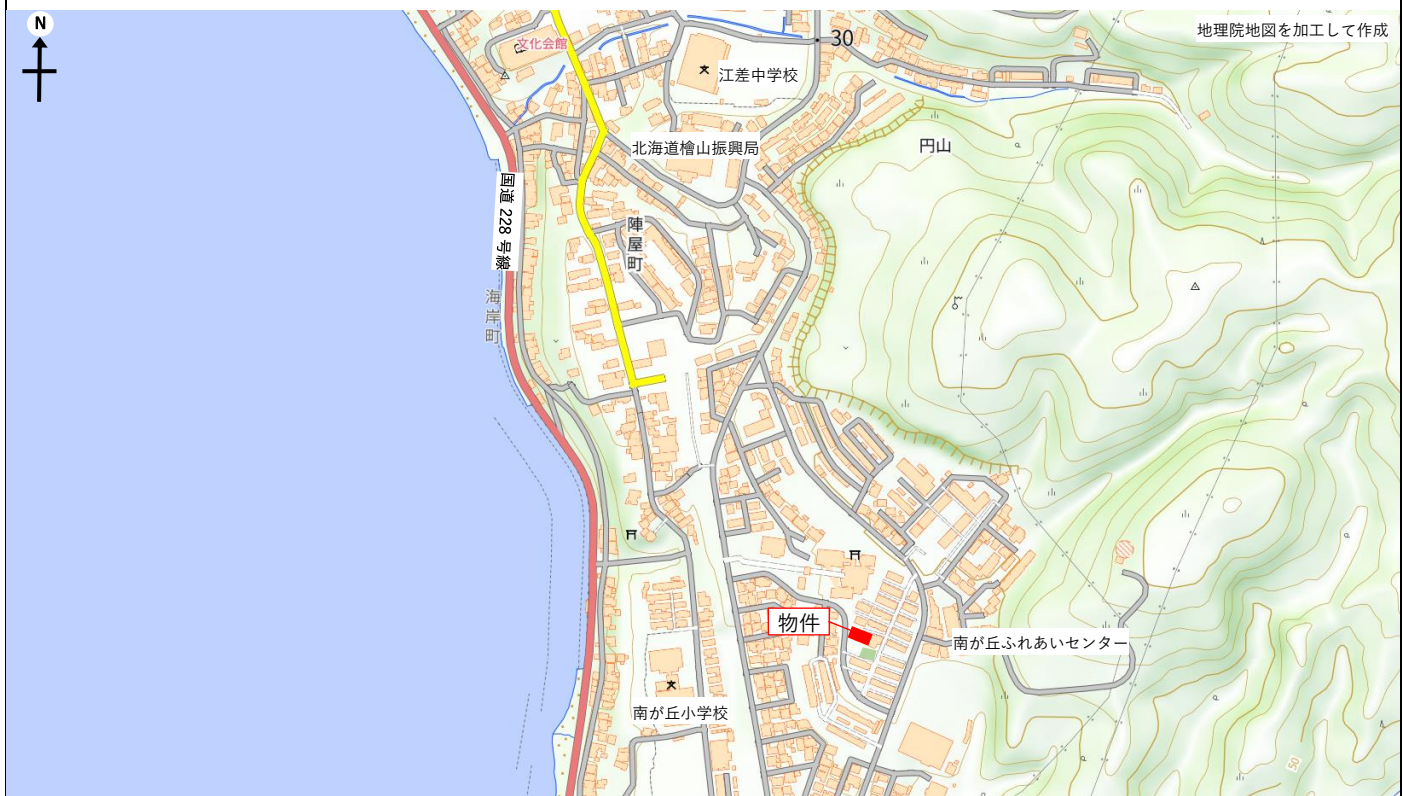 N
地理院地図を加工して作成
文化会館
30
江差中学校
北海道檜山振興局
円山
国道 228 号線
陣屋町
海岸町
物件
南が丘ふれあいセンター
南が丘小学校
50